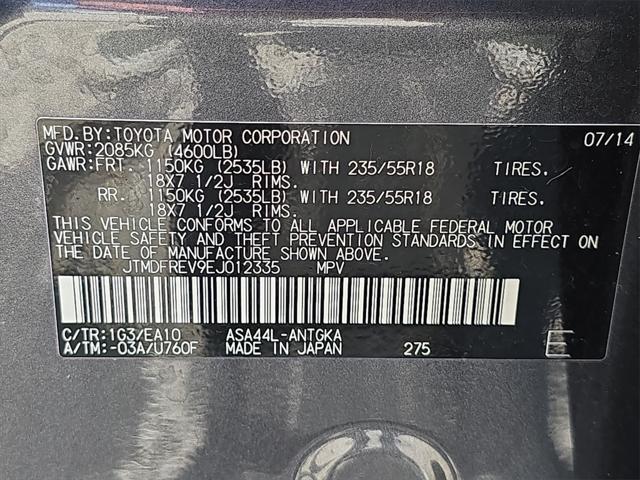 MFD.BY:TOYOTA MOTOR CORPORATION 07/14
GVWR:2085KG (4600LB)
GAWR:FRT. 1150KG (2535LB) WITH 235/55R18 TIRES.
18X7 1/2J RIMS.
RR. 1150KG (2535LB) WITH 235/55R18 TIRES.
18X7 1/2J RIMS.
THIS VEHICLE CONFORMS TO ALL APPLICABLE FEDERAL MOTOR
VEHICLE SAFETY AND THEFT PREVENTION STANDARDS IN EFFECT ON
THE DATE OF MANUFACTURE SHOWN ABOVE.
JTMDFREV9EJ012335 MPV
C/TR:1G3/EA10 ASA44L-ANTGKA
A/TM:-03A/U760F MADE IN JAPAN 275 E